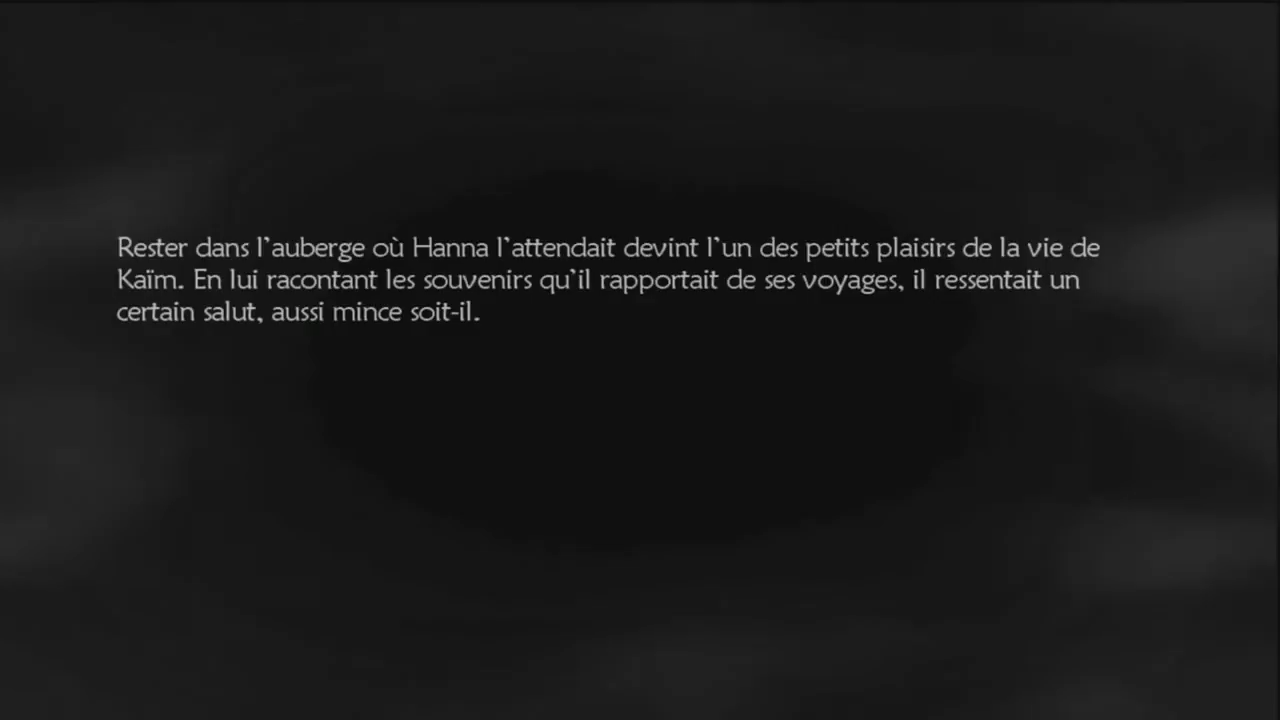 Rester dans l'auberge où Hanna l'attendait devint l'un des petits plaisirs de la vie de
Kaïm. En lui racontant les souvenirs qu'il rapportait de ses voyages, il ressentait un
certain salut, aussi mince soit-il.